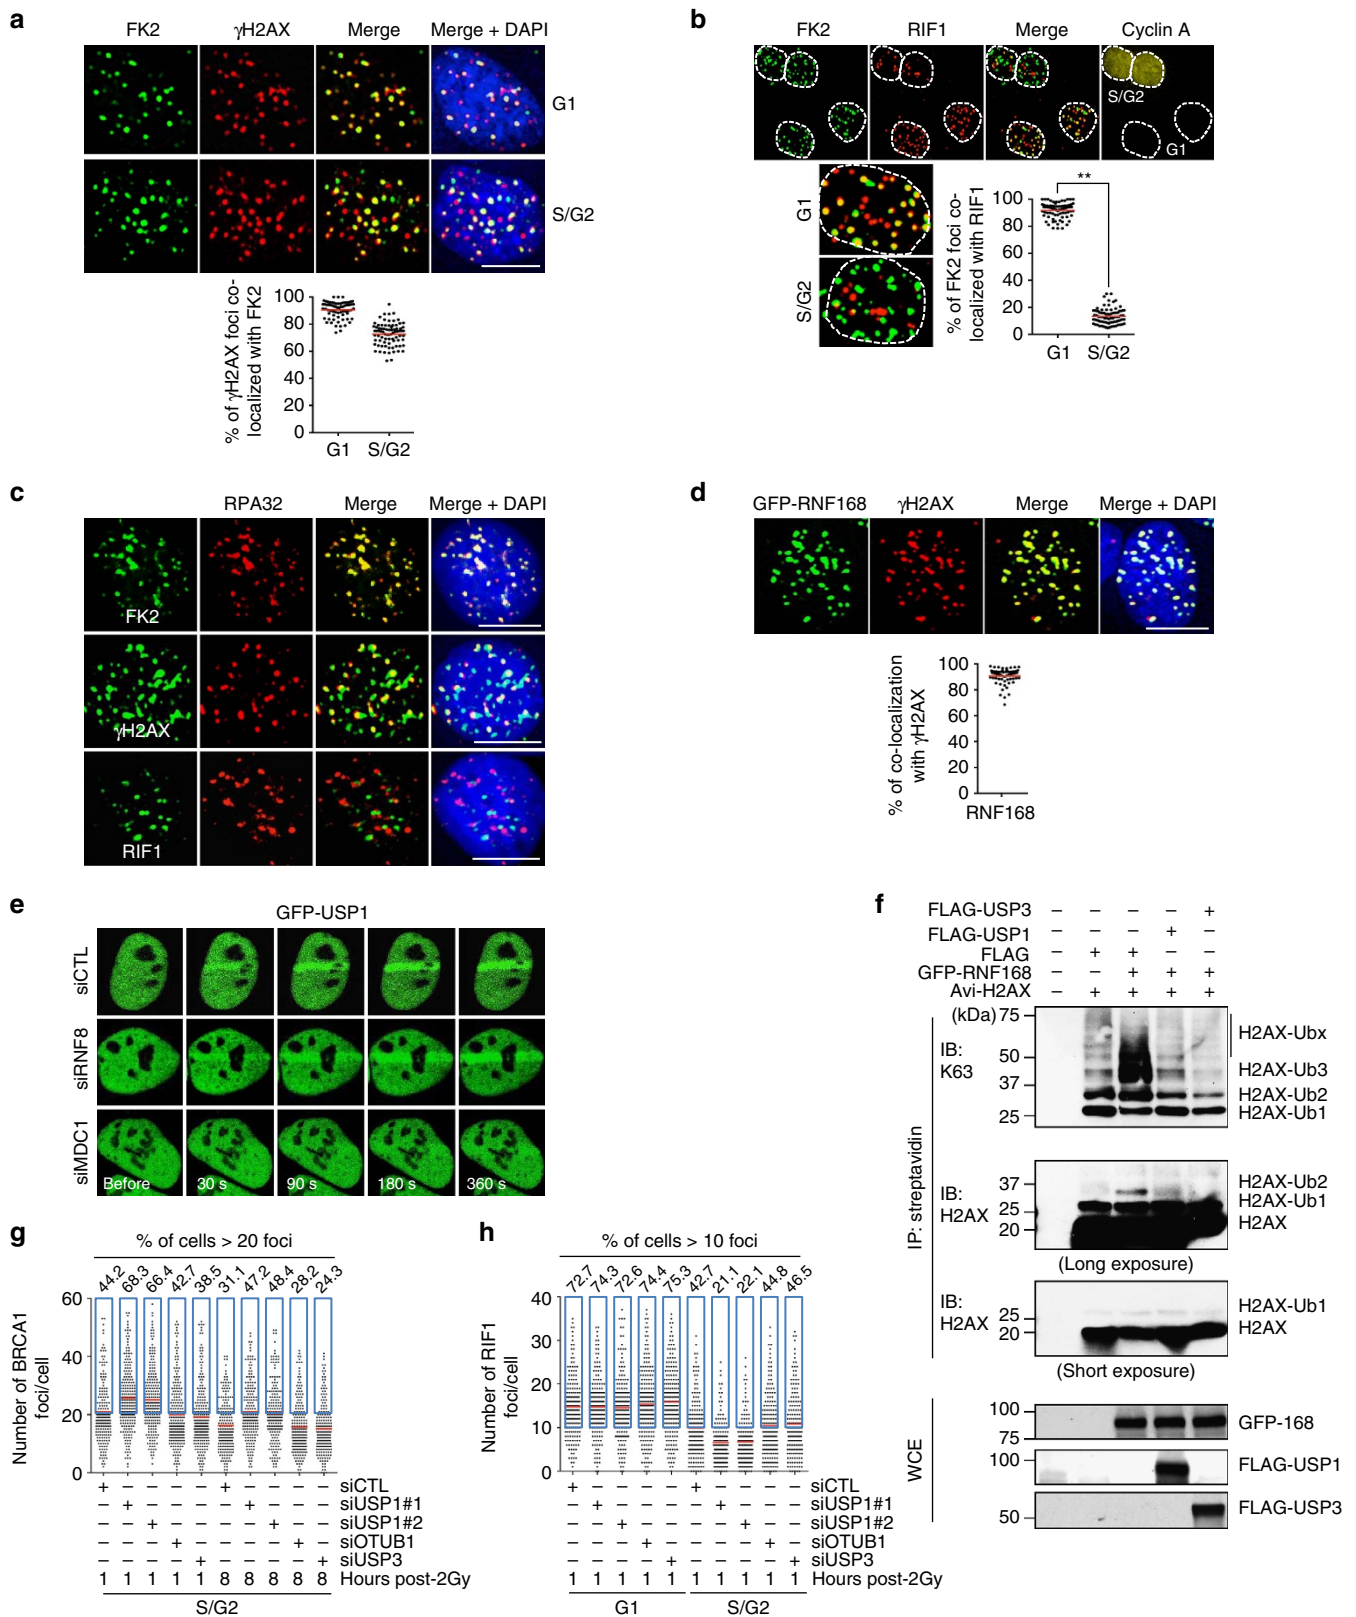 a
FK2 γH2AX Merge Merge + DAPI
G1
S/G2
% of γH2AX foci co-
localized with FK2
100
80
60
40
20
0
G1 S/G2
b
FK2 RIF1 Merge Cyclin A
S/G2
G1
G1
S/G2
% of FK2 foci co-
localized with RIF1
**
100
80
60
40
20
0
G1 S/G2
c
RPA32 Merge Merge + DAPI
FK2
γH2AX
RIF1
d
GFP-RNF168 γH2AX Merge Merge + DAPI
% of co-localization
with γH2AX
100
80
60
40
20
0
RNF168
e
GFP-USP1
siCTL
siRNF8
siMDC1
Before 30 s 90 s 180 s 360 s
f
FLAG-USP3 – – – – +
FLAG-USP1 – – – + –
FLAG – + + – –
GFP-RNF168 – – + + +
Avi-H2AX – + + + +
(kDa) 75
50
37
25
IP: streptavidin
IB:
K63
H2AX-Ubx
H2AX-Ub3
H2AX-Ub2
H2AX-Ub1
IB:
H2AX
37
25
20
H2AX-Ub2
H2AX-Ub1
H2AX
(Long exposure)
IB:
H2AX
25
20
H2AX-Ub1
H2AX
(Short exposure)
WCE
100
75
GFP-168
100
FLAG-USP1
50
FLAG-USP3
g
% of cells > 20 foci
44.2 68.3 66.4 42.7 38.5 31.1 47.2 48.4 28.2 24.3
Number of BRCA1
foci/cell
60
40
20
0
+ – – – – + – – – – siCTL
– + – – – – + – – – siUSP1#1
– – + – – – – + – – siUSP1#2
– – – + – – – – + – siOTUB1
– – – – + – – – – + siUSP3
1 1 1 1 1 8 8 8 8 8 Hours post-2Gy
S/G2
h
% of cells > 10 foci
72.7 74.3 72.6 74.4 75.3 42.7 21.1 22.1 44.8 46.5
Number of RIF1
foci/cell
40
30
20
10
0
+ – – – – + – – – – siCTL
– + – – – – + – – – siUSP1#1
– – + – – – – + – – siUSP1#2
– – – + – – – – + – siOTUB1
– – – – + – – – – + siUSP3
1 1 1 1 1 1 1 1 1 1 Hours post-2Gy
G1 S/G2